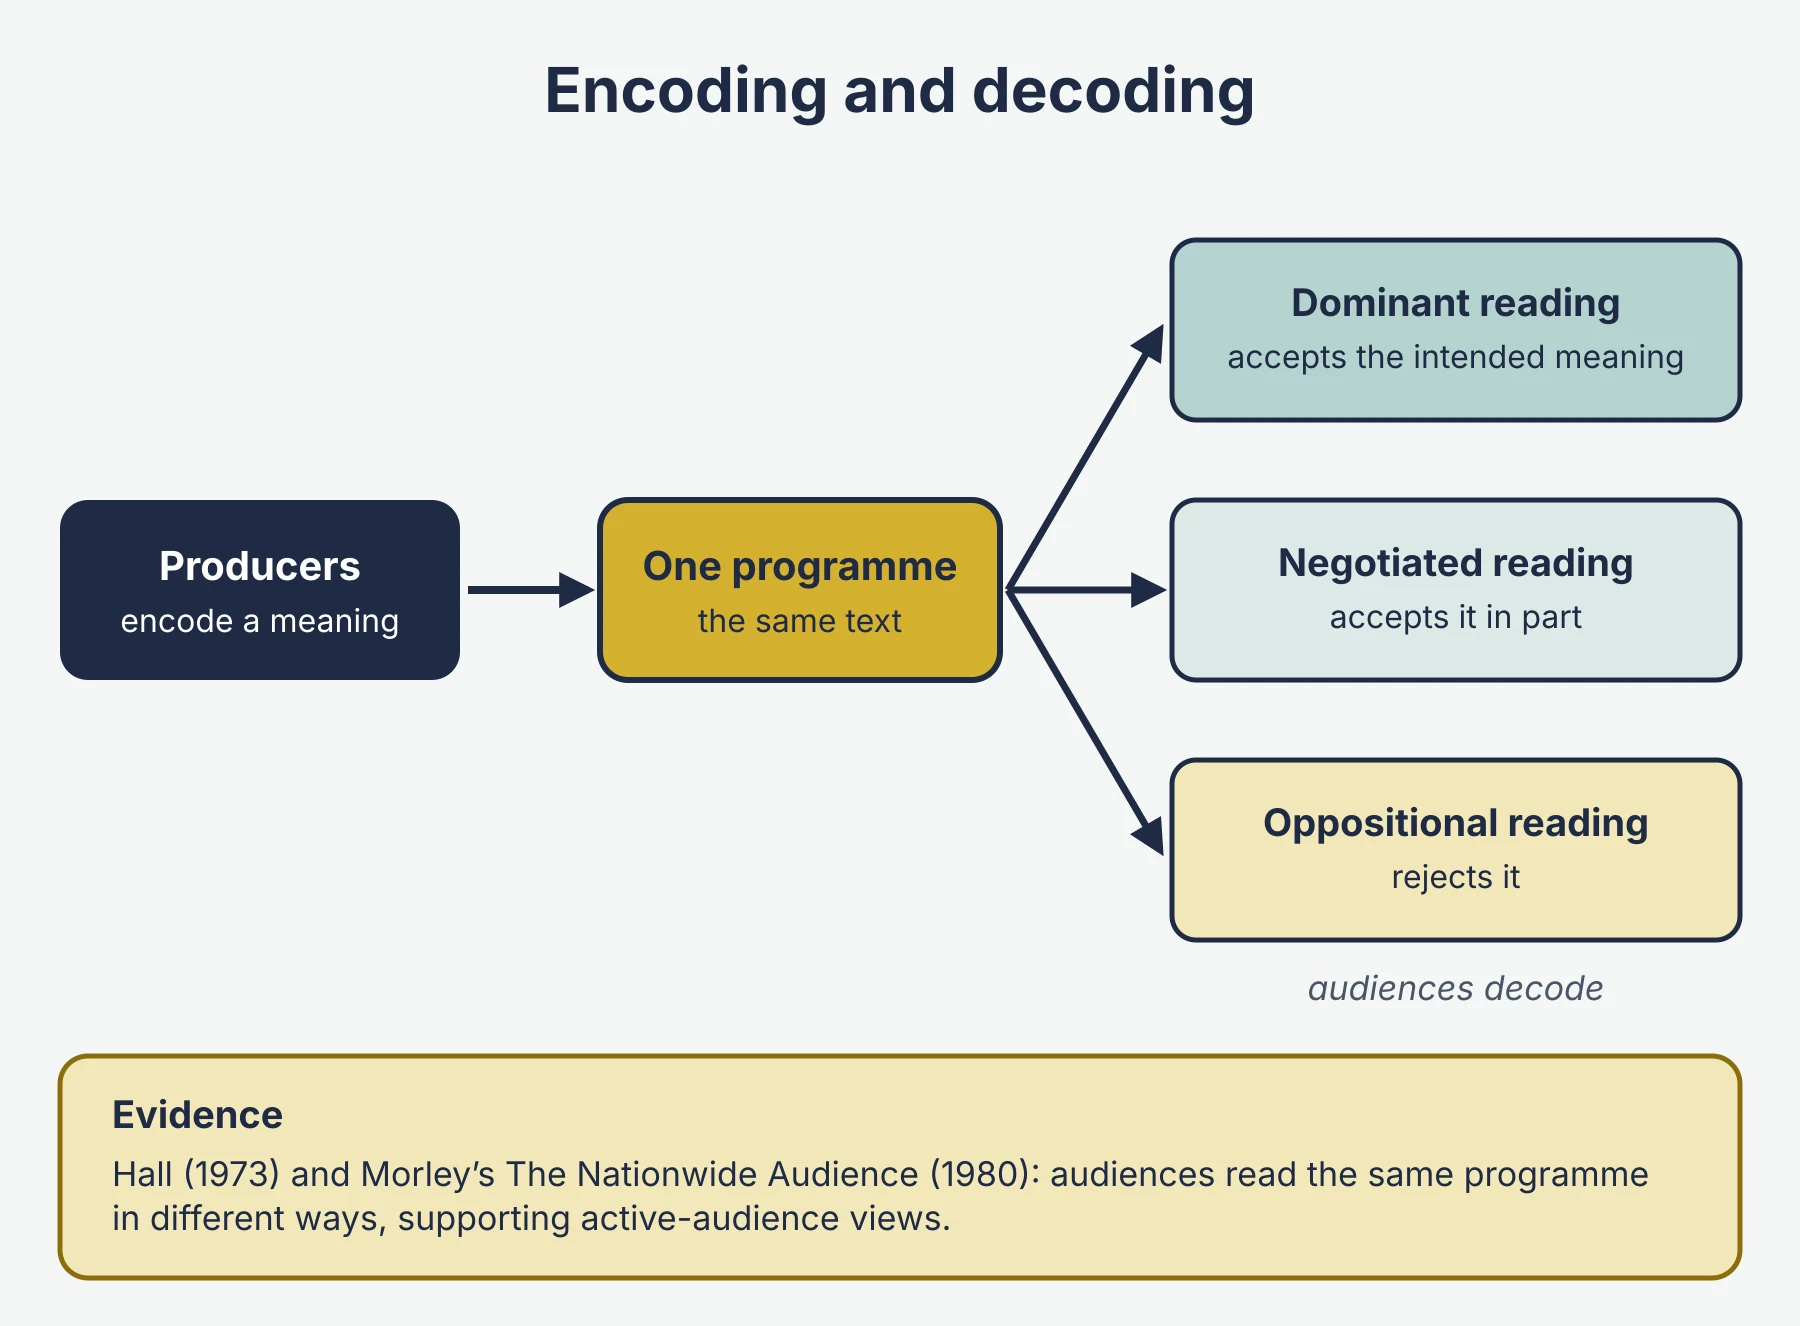 Encoding and decoding
Producers
encode a meaning
One programme
the same text
Dominant reading
accepts the intended meaning
Negotiated reading
accepts it in part
Oppositional reading
rejects it
audiences decode
Evidence
Hall (1973) and Morley’s The Nationwide Audience (1980): audiences read the same programme
in different ways, supporting active-audience views.